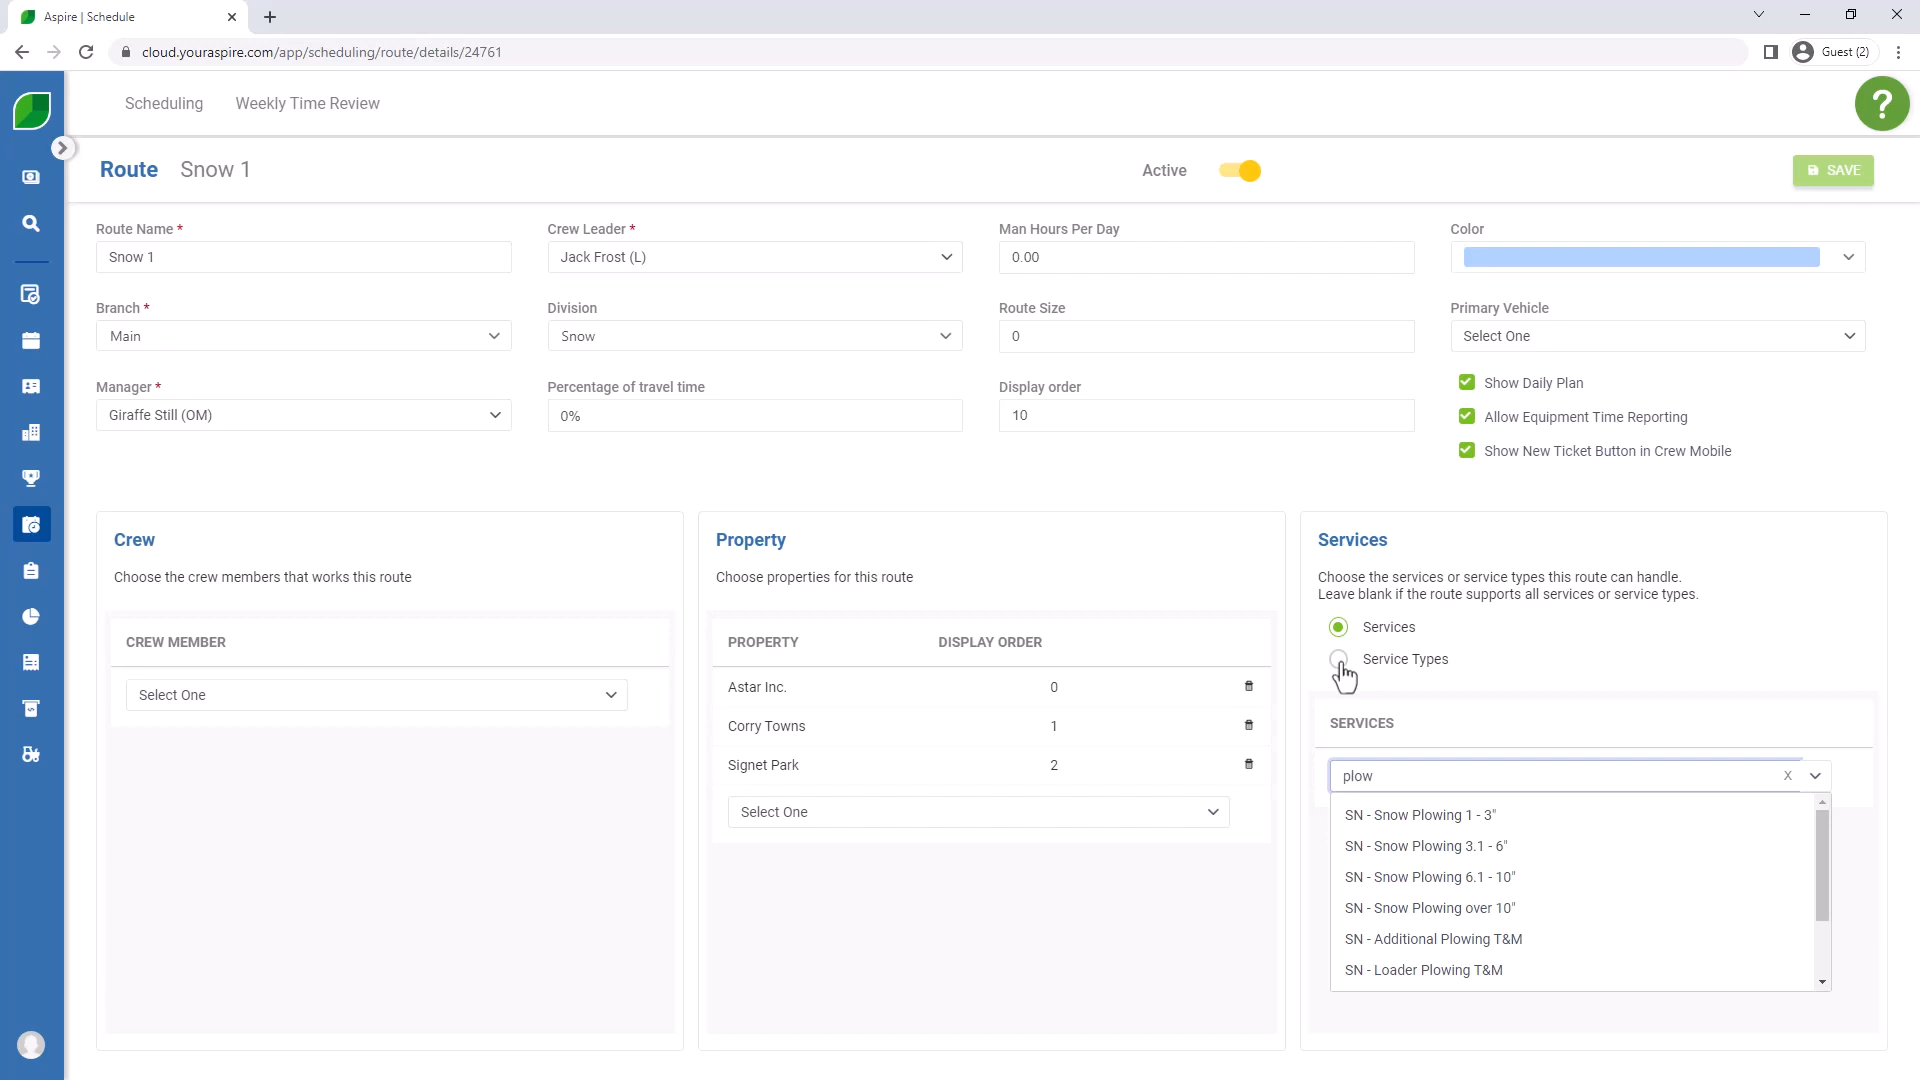 Aspire | Schedule
cloud.youraspire.com/app/scheduling/route/details/24761
Guest (2)
Scheduling
Weekly Time Review
?
Route Snow 1
Active
SAVE
Route Name *
Snow 1
Crew Leader *
Jack Frost (L)
Man Hours Per Day
0.00
Color
Branch *
Main
Division
Snow
Route Size
0
Primary Vehicle
Select One
Manager *
Giraffe Still (OM)
Percentage of travel time
0%
Display order
10
Show Daily Plan
Allow Equipment Time Reporting
Show New Ticket Button in Crew Mobile
Crew
Choose the crew members that works this route
CREW MEMBER
Select One
Property
Choose properties for this route
PROPERTY DISPLAY ORDER
Astar Inc. 0
Corry Towns 1
Signet Park 2
Select One
Services
Choose the services or service types this route can handle.
Leave blank if the route supports all services or service types.
Services
Service Types
SERVICES
plow X
SN - Snow Plowing 1 - 3"
SN - Snow Plowing 3.1 - 6"
SN - Snow Plowing 6.1 - 10"
SN - Snow Plowing over 10"
SN - Additional Plowing T&M
SN - Loader Plowing T&M